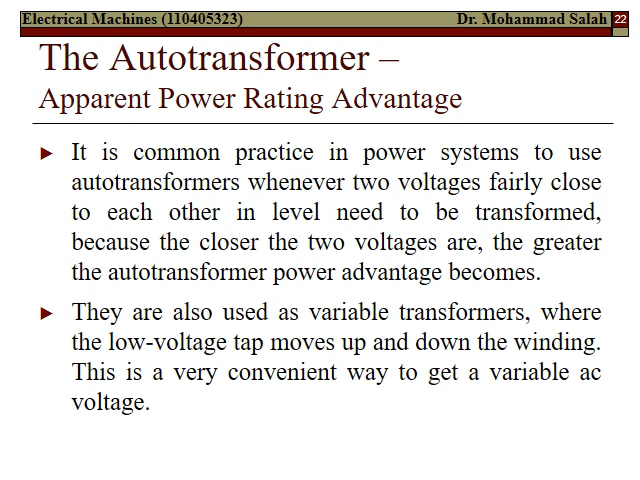 Electrical Machines (110405323) Dr. Mohammad Salah 22
The Autotransformer –
Apparent Power Rating Advantage
It is common practice in power systems to use
autotransformers whenever two voltages fairly close
to each other in level need to be transformed,
because the closer the two voltages are, the greater
the autotransformer power advantage becomes.
They are also used as variable transformers, where
the low-voltage tap moves up and down the winding.
This is a very convenient way to get a variable ac
voltage.